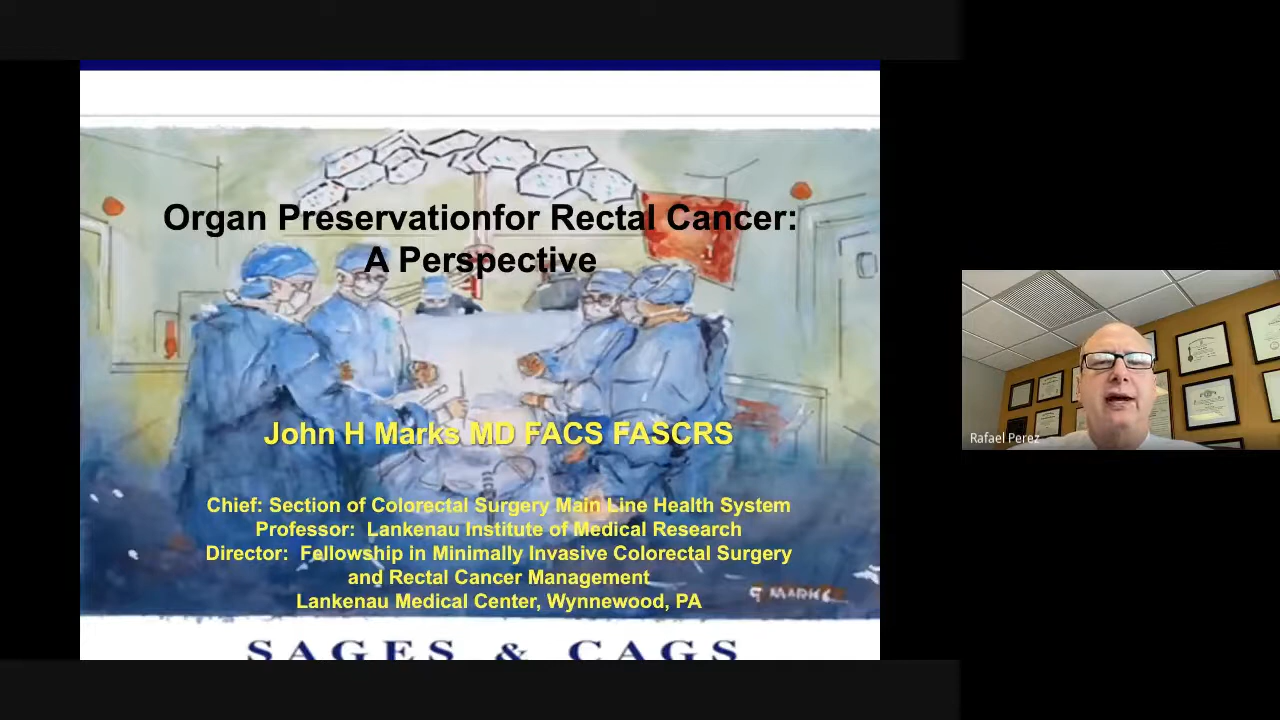 Organ Preservationfor Rectal Cancer:
A Perspective
John H Marks MD FACS FASCRS
Chief: Section of Colorectal Surgery Main Line Health System
Professor: Lankenau Institute of Medical Research
Director: Fellowship in Minimally Invasive Colorectal Surgery
and Rectal Cancer Management
Lankenau Medical Center, Wynnewood, PA
G MARKS
SAGES & CAGS
Rafael Perez